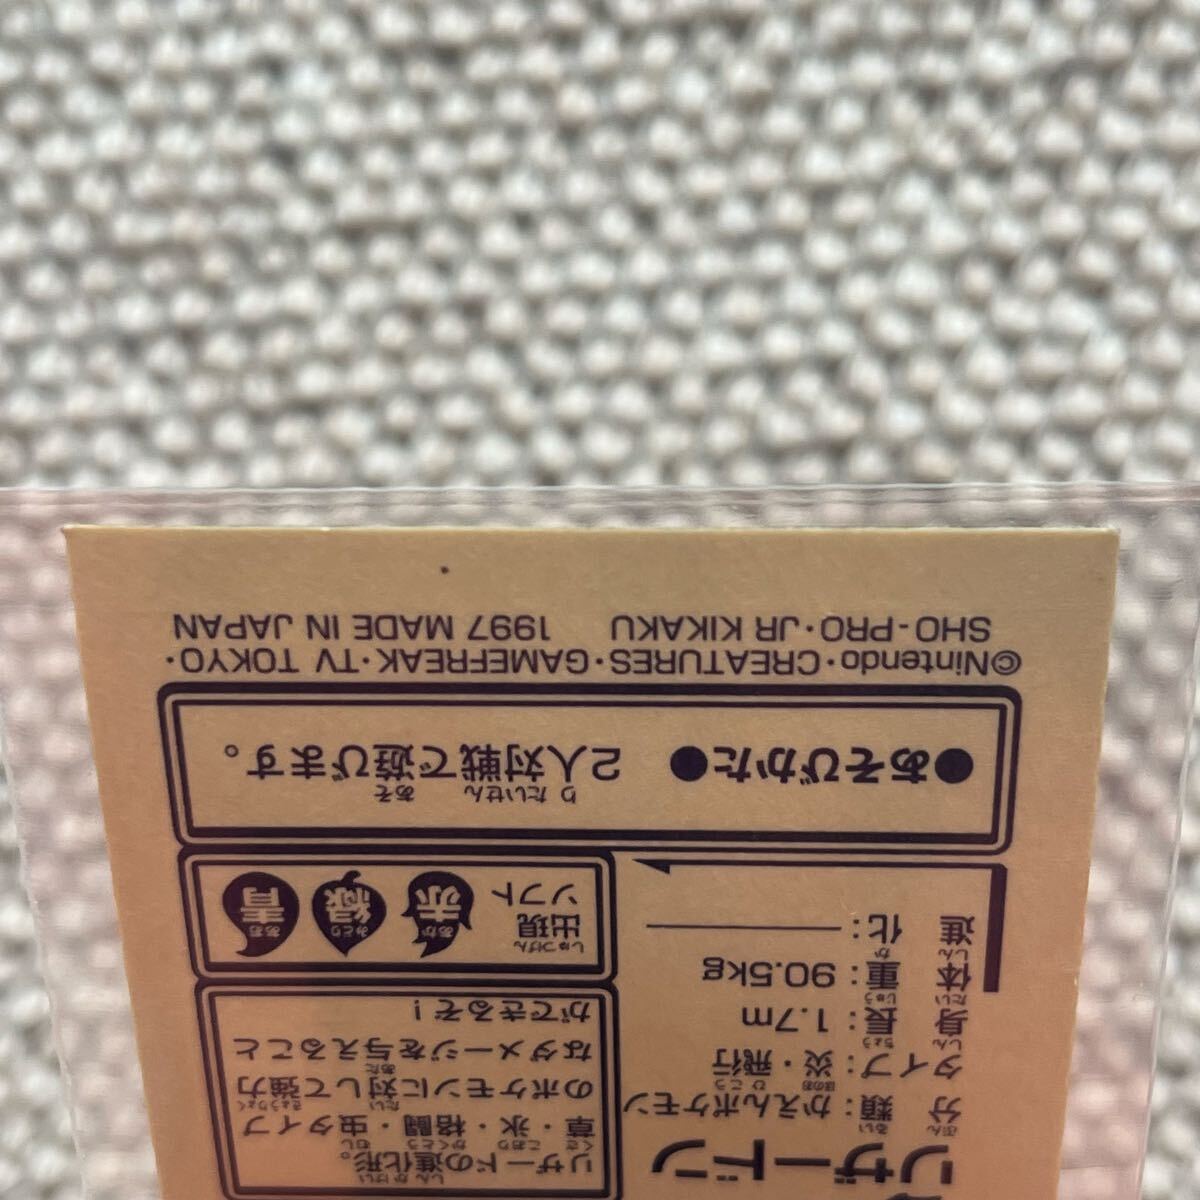 リザードン
分類：かえんポケモン
タイプ：炎・飛行
身長：1.7m
体重：90.5kg
進化：————
リザードの進化形。
草・氷・格闘・虫タイプ
のポケモンに対して強力
なダメージを与えること
ができるぞ！
出現
ソフト
赤
緑
青
●あそびかた●　2人対戦で遊びます。
©Nintendo・CREATURES・GAMEFREAK・TV TOKYO・
SHO-PRO・JR KIKAKU　1997 MADE IN JAPAN